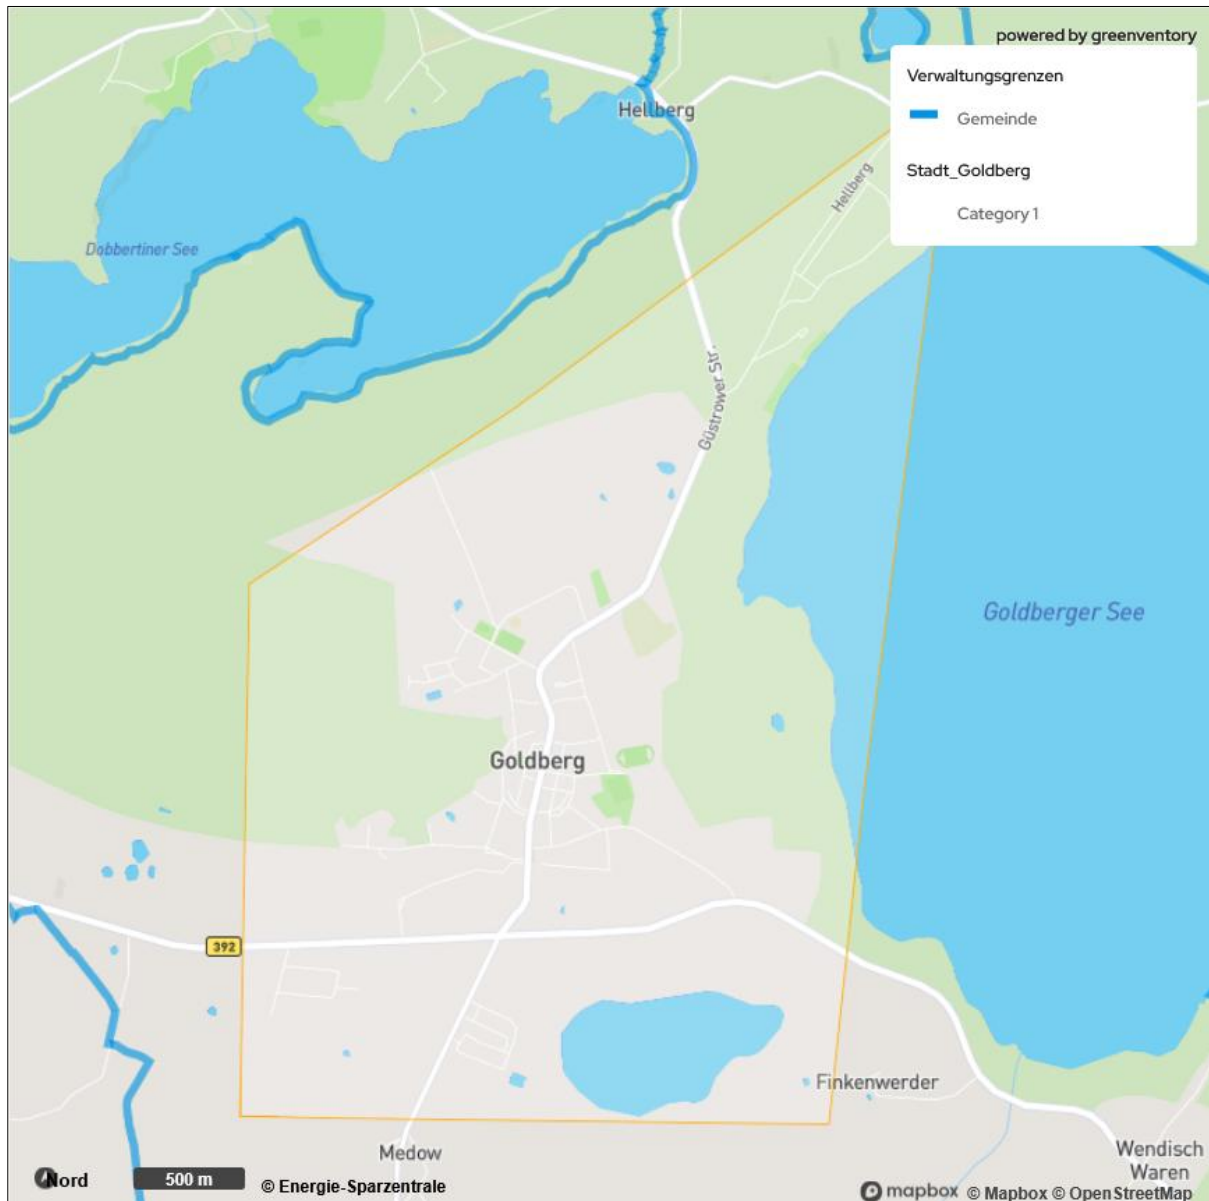 powered by greenventory
Verwaltungsgrenzen
Gemeinde
Stadt_Goldberg
Category 1
Hellberg
Hellberg
Dobbertiner See
Güstrower Str.
Goldberger See
Goldberg
392
Finkenwerder
Medow
Wendisch
Waren
Nord
500 m
© Energie-Sparzentrale
mapbox © Mapbox © OpenStreetMap